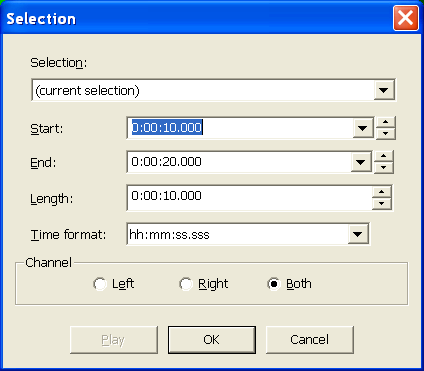 Selection
Selection:
(current selection)
Start: 0:00:10.000
End: 0:00:20.000
Length: 0:00:10.000
Time format: hh:mm:ss.sss
Channel
Left Right Both
Play OK Cancel